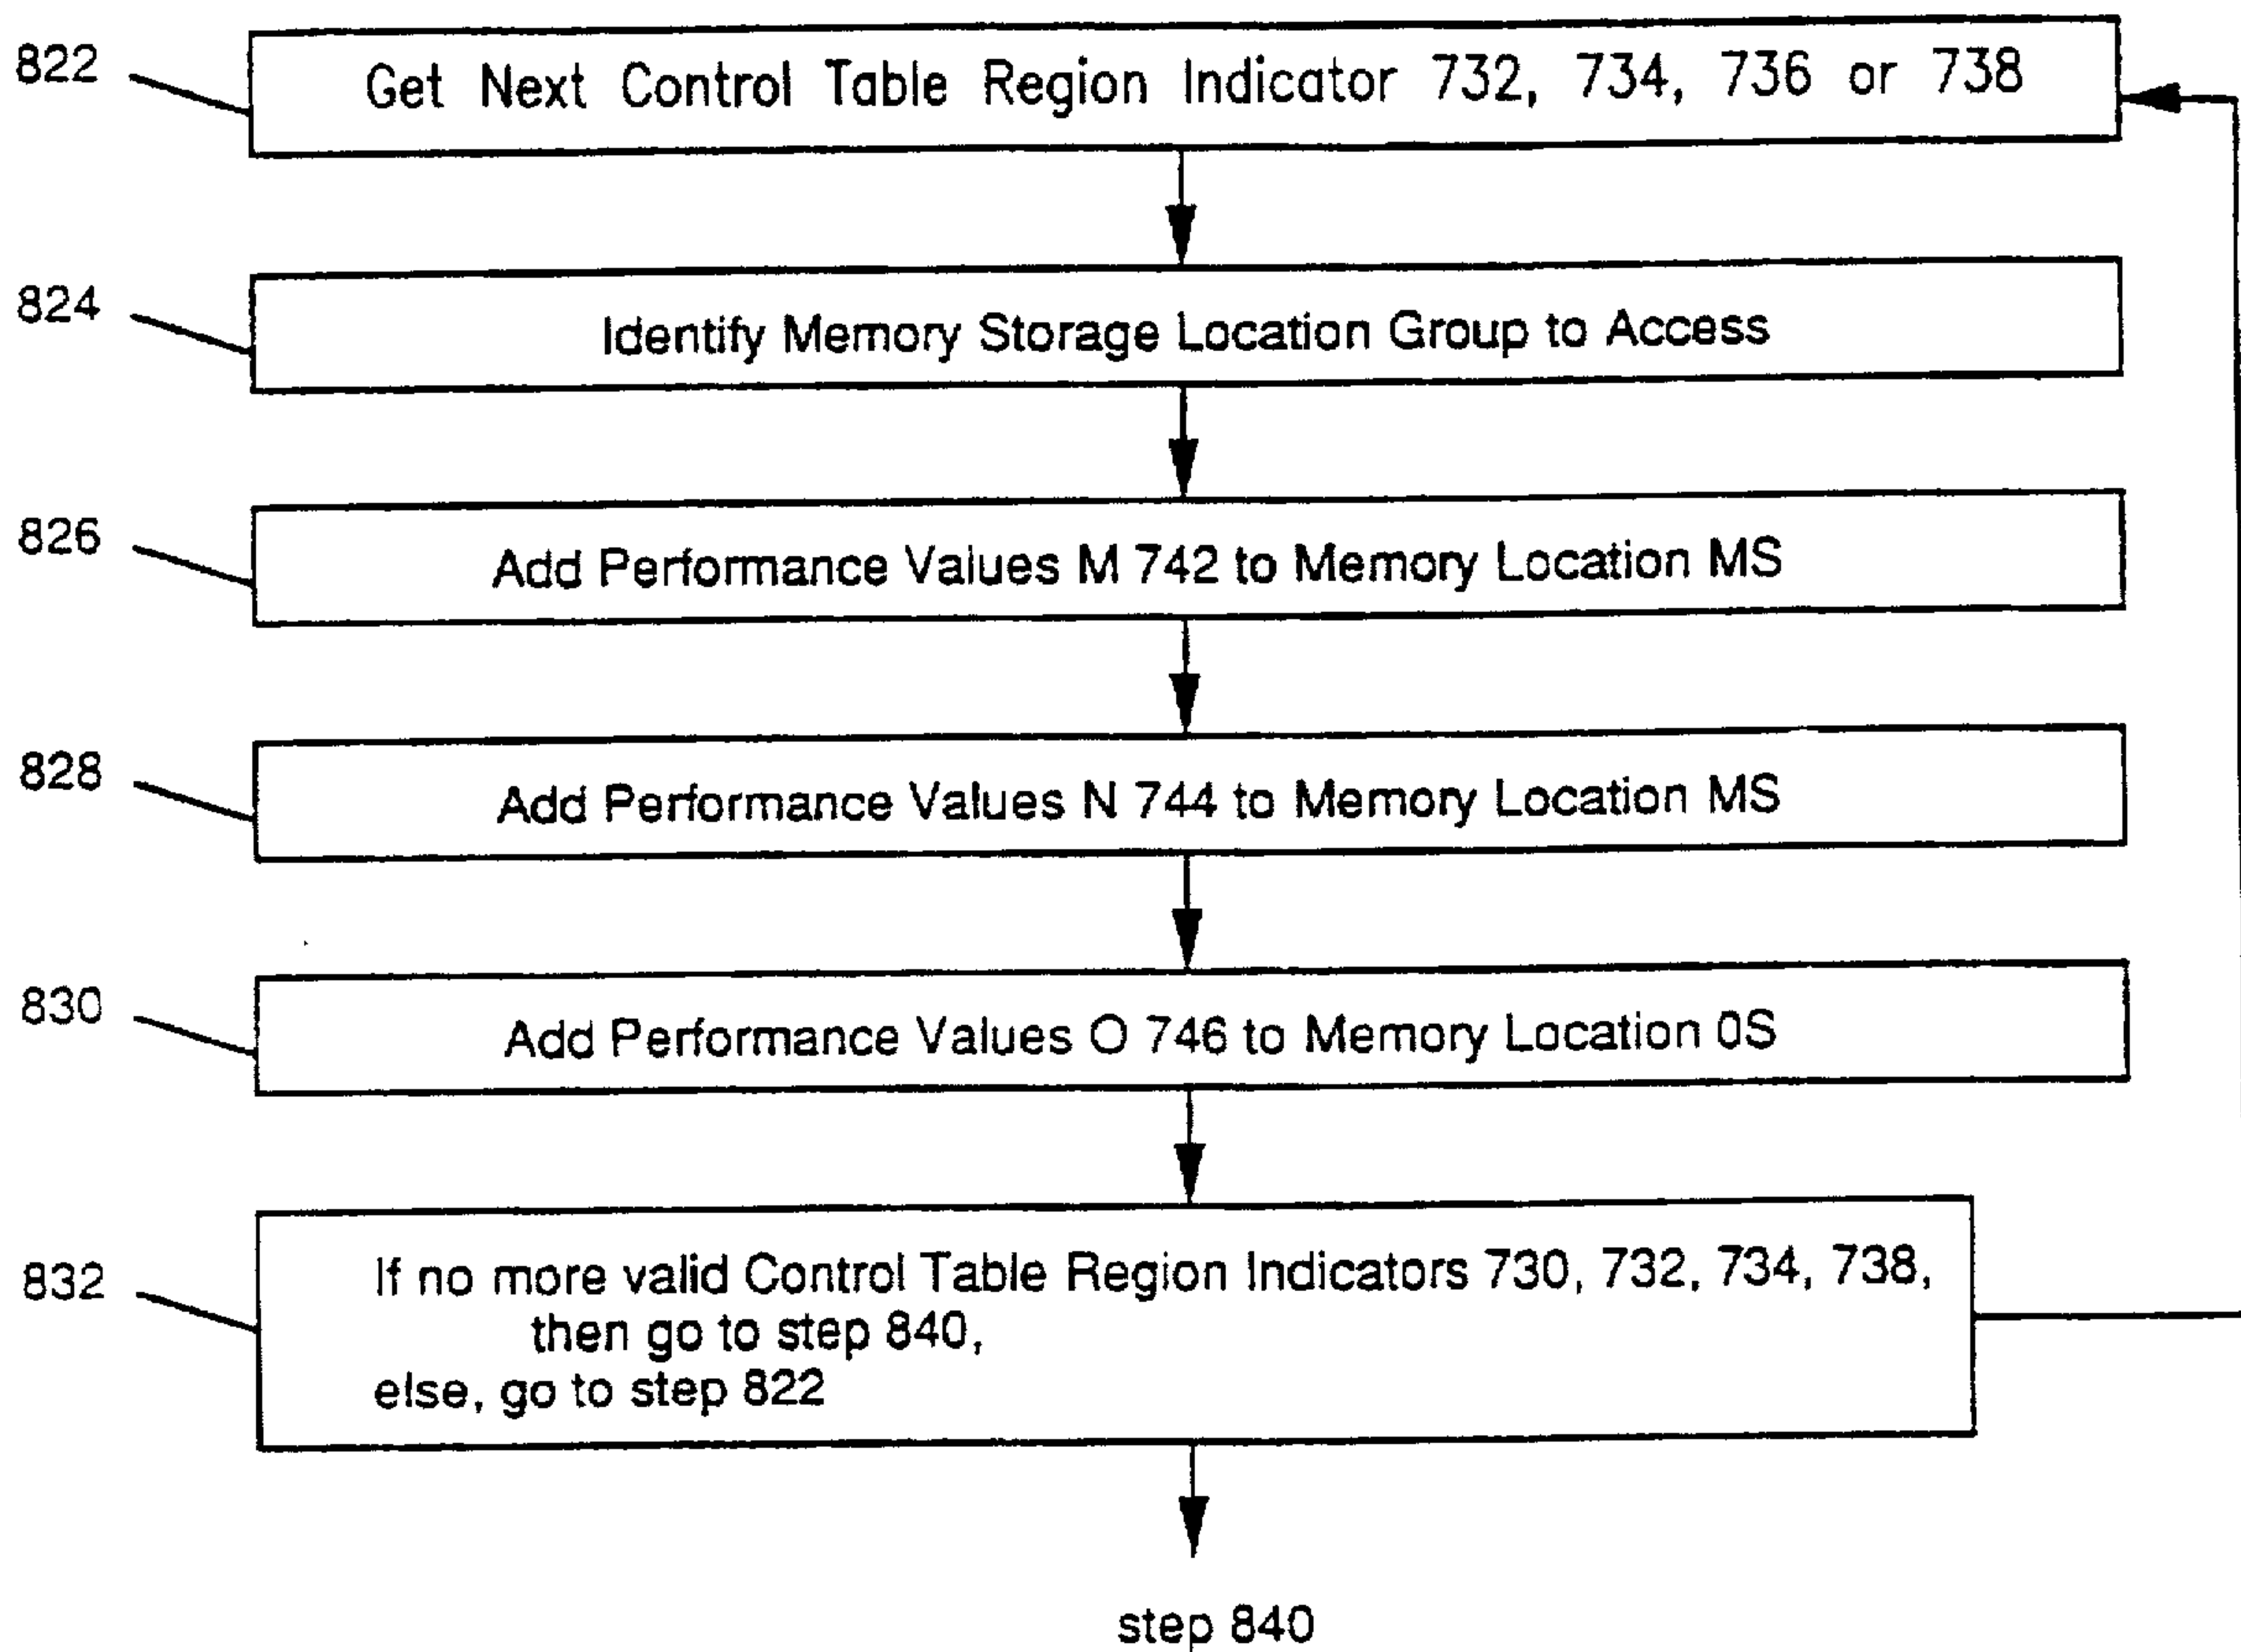 822
Get Next Control Table Region Indicator 732, 734, 736 or 738
824
Identify Memory Storage Location Group to Access
826
Add Performance Values M 742 to Memory Location MS
828
Add Performance Values N 744 to Memory Location MS
830
Add Performance Values O 746 to Memory Location 0S
832
If no more valid Control Table Region Indicators 730, 732, 734, 738,
then go to step 840,
else, go to step 822
step 840